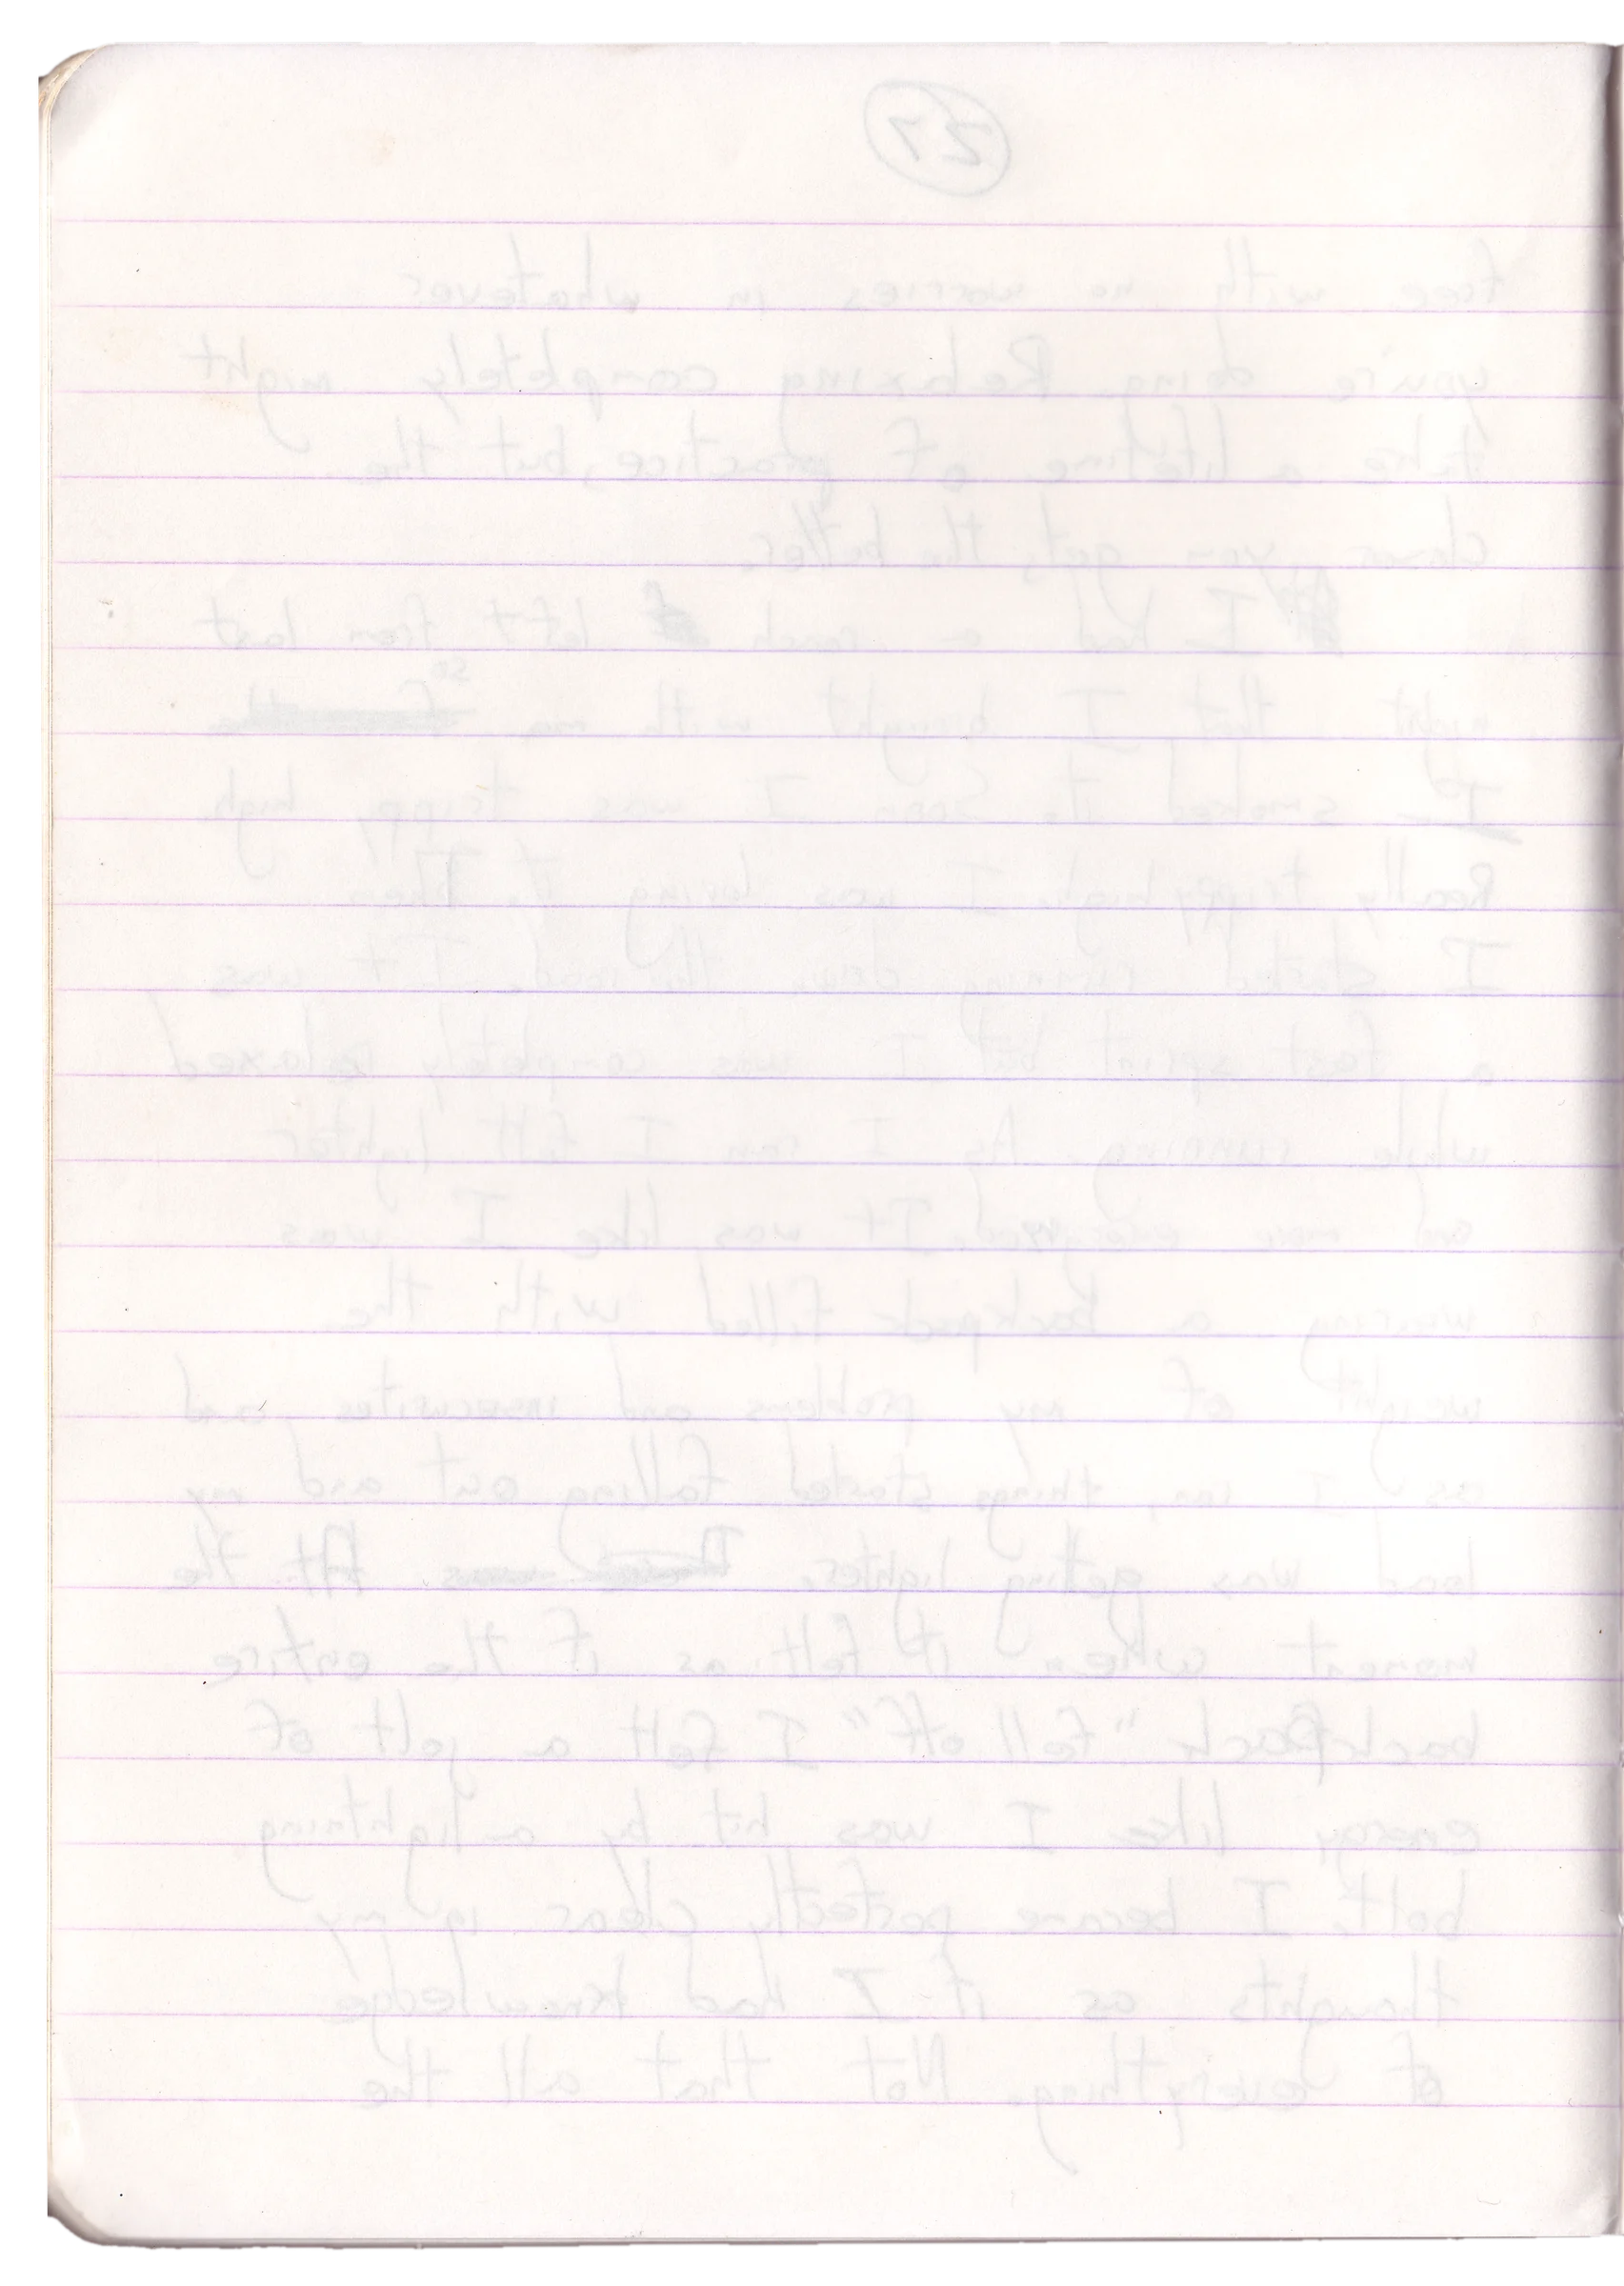 27
free with no worries in whatever
you're doing. Relaxing completely might
take a lifetime of practice, but the
closer you get, the better.
I had a roach left from last
night that I brought with me so
I smoked it. Soon I was trippy high
Really trippy high. I was loving it. Then
I started running down the road. It was
a fast sprint but I was completely relaxed
while running. As I ran I felt lighter
and more energized. It was like I was
wearing a backpack filled with the
weight of my problems and insecurites, and
as I ran, things started falling out and my
load was getting lighter. At the
moment when it felt as if the entire
backpack "fell off" I felt a jolt of
energy like I was hit by a lightning
bolt. I became perfectly clear in my
thoughts as if I had knowledge
of everything. Not that all the